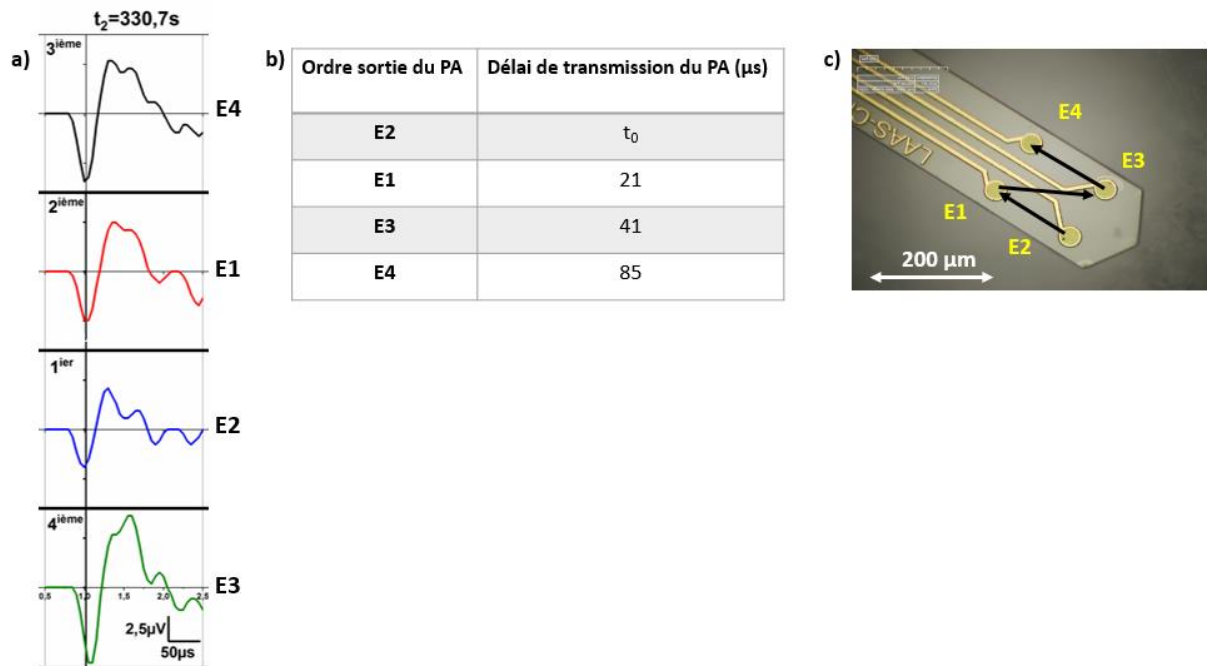 t₂=330,7s
a)
3ième
E4
2ième
E1
1ier
E2
4ième
E3
0,5 1,0 1,5 2,0 2,5
2,5µV
50µs
b)
Ordre sortie du PA Délai de transmission du PA (µs)
E2 t₀
E1 21
E3 41
E4 85
c)
LAAS-C
E4
E3
E1
E2
200 µm